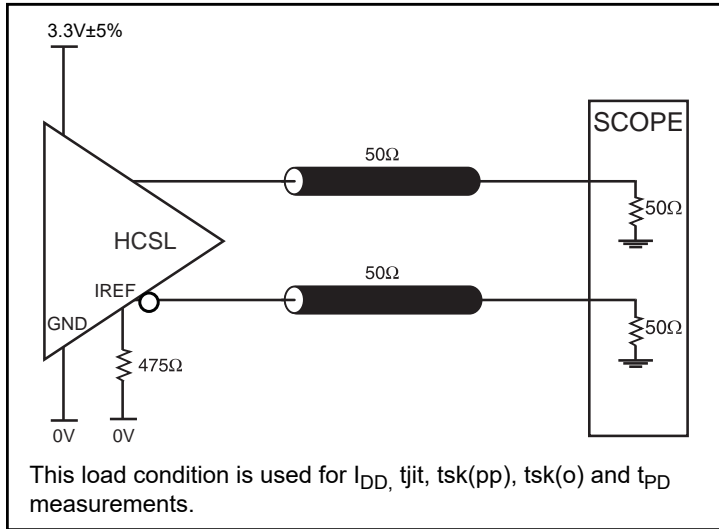 3.3V±5%
SCOPE
50Ω
50Ω
HCSL
50Ω
IREF
50Ω
GND
475Ω
0V
0V
This load condition is used for IDD, tjit, tsk(pp), tsk(o) and tPD
measurements.